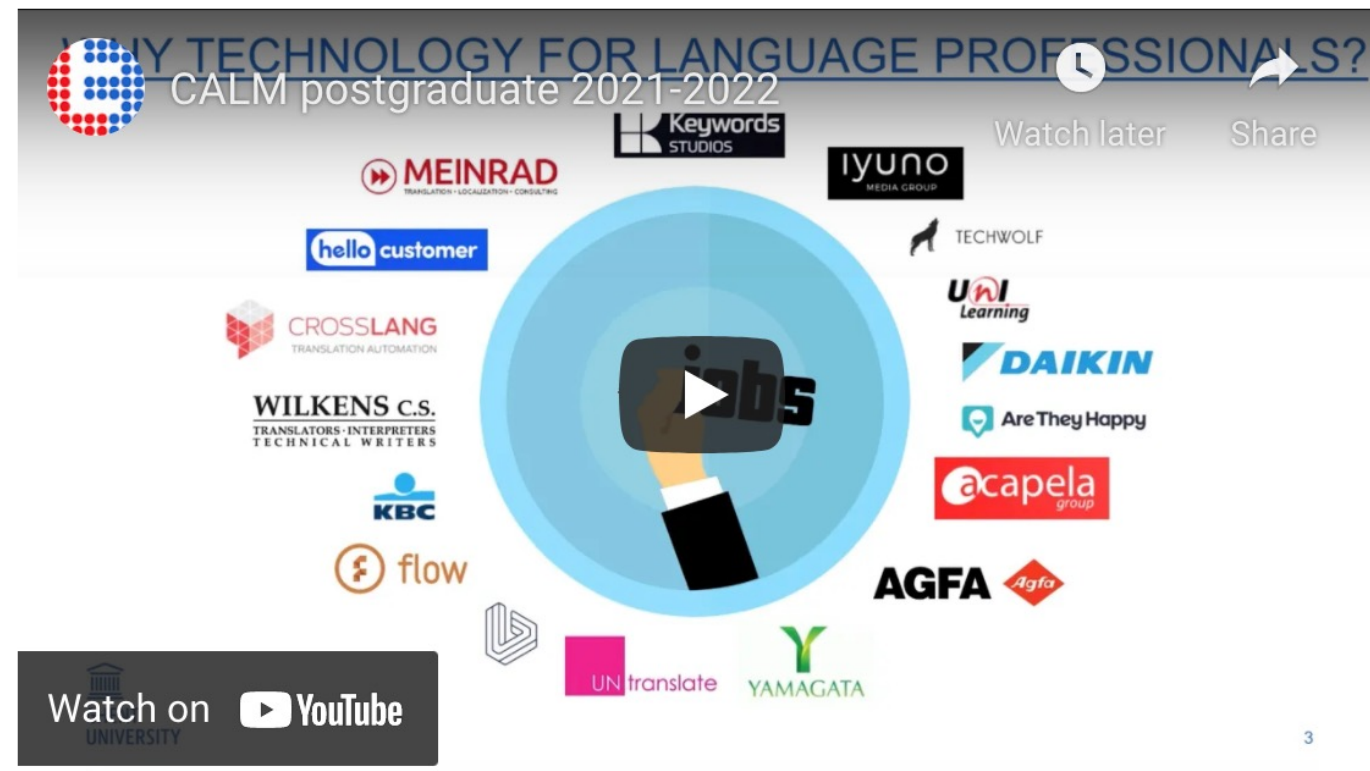 WHY TECHNOLOGY FOR LANGUAGE PROFESSIONALS?
CALM postgraduate 2021-2022
Watch later
Share
Keywords
STUDIOS
MEINRAD
TRANSLATION • LOCALIZATION • CONSULTING
iyuno
MEDIA GROUP
hello customer
TECHWOLF
UnI
Learning
CROSSLANG
TRANSLATION AUTOMATION
DAIKIN
jobs
WILKENS C.S.
TRANSLATORS · INTERPRETERS
TECHNICAL WRITERS
Are They Happy
KBC
acapela
group
flow
AGFA
Agfa
UNtranslate
YAMAGATA
Watch on YouTube
UNIVERSITY
3